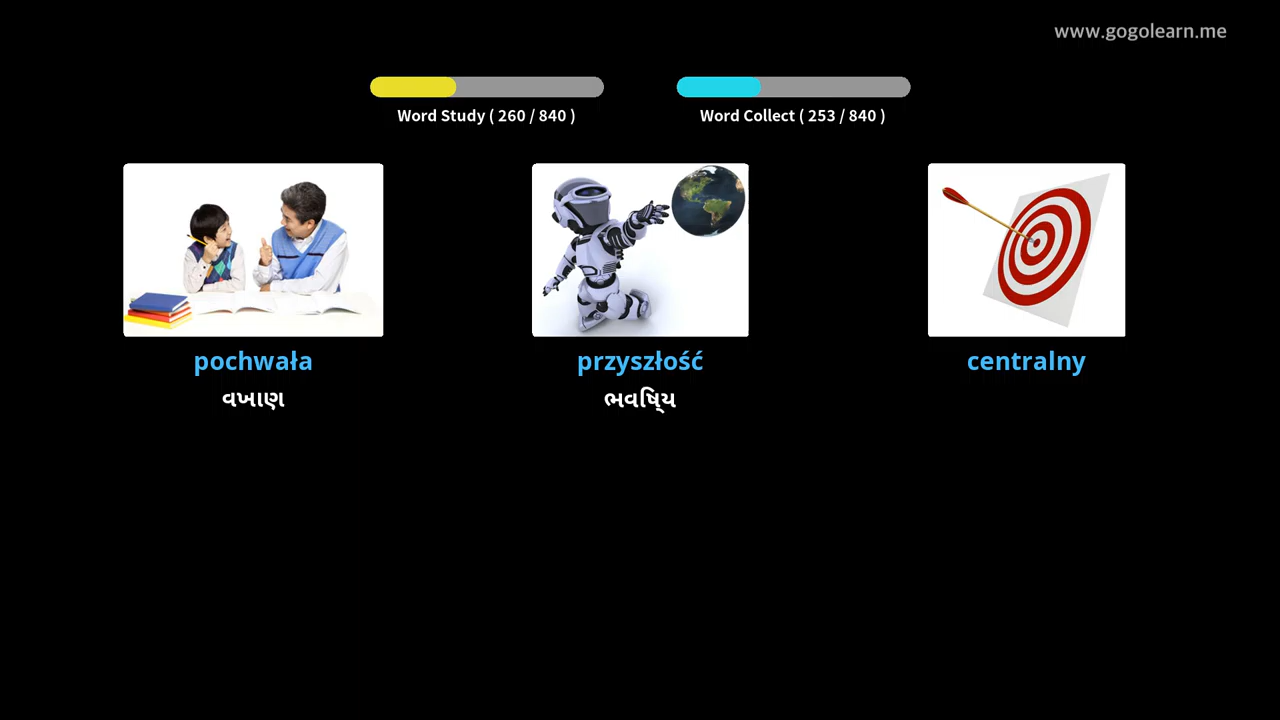 www.gogolearn.me
Word Study ( 260 / 840 )
Word Collect ( 253 / 840 )
pochwała
przyszłość
centralny
વખાણ
ભવિષ્ય